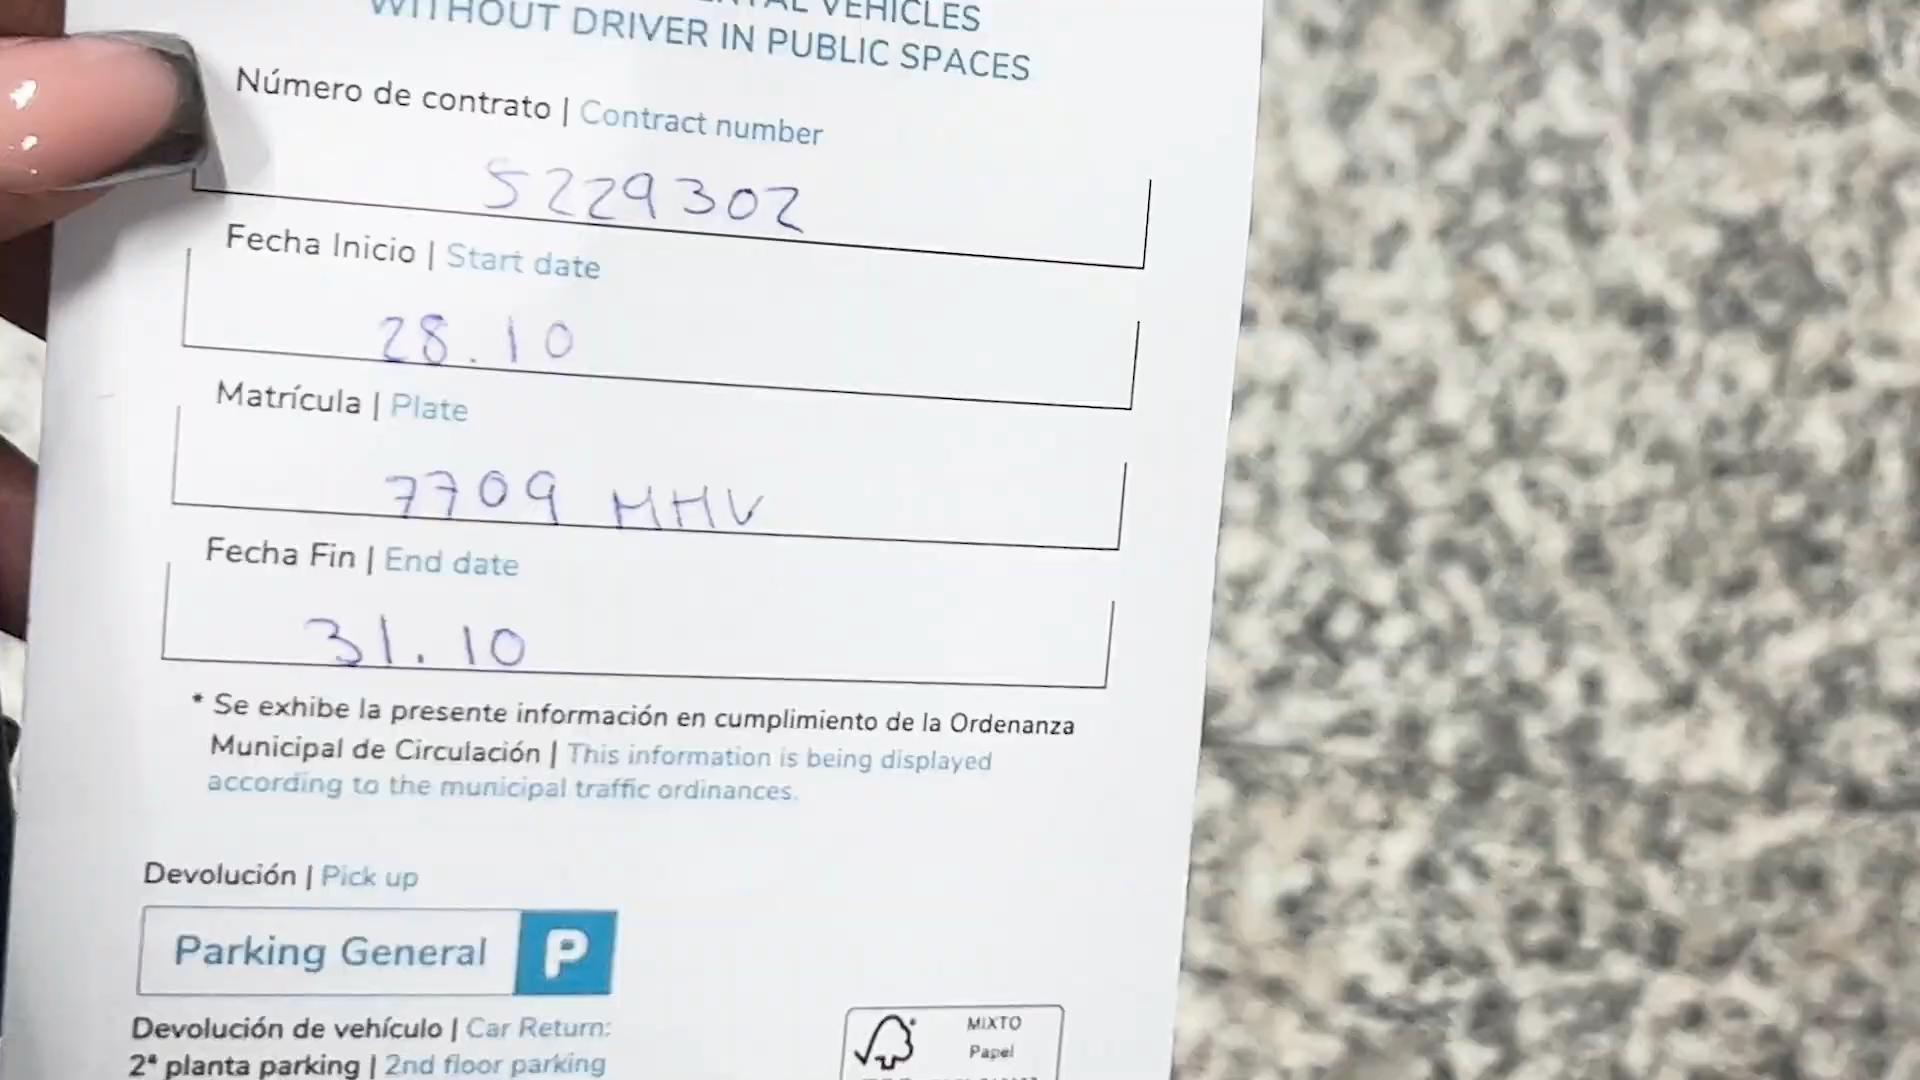 VEHICLES
WITHOUT DRIVER IN PUBLIC SPACES
Número de contrato | Contract number
5229302
Fecha Inicio | Start date
28.10
Matrícula | Plate
7709 MHV
Fecha Fin | End date
31.10
* Se exhibe la presente información en cumplimiento de la Ordenanza
Municipal de Circulación | This information is being displayed
according to the municipal traffic ordinances.
Devolución | Pick up
Parking General P
Devolución de vehículo | Car Return:
2ª planta parking | 2nd floor parking
MIXTO
Papel